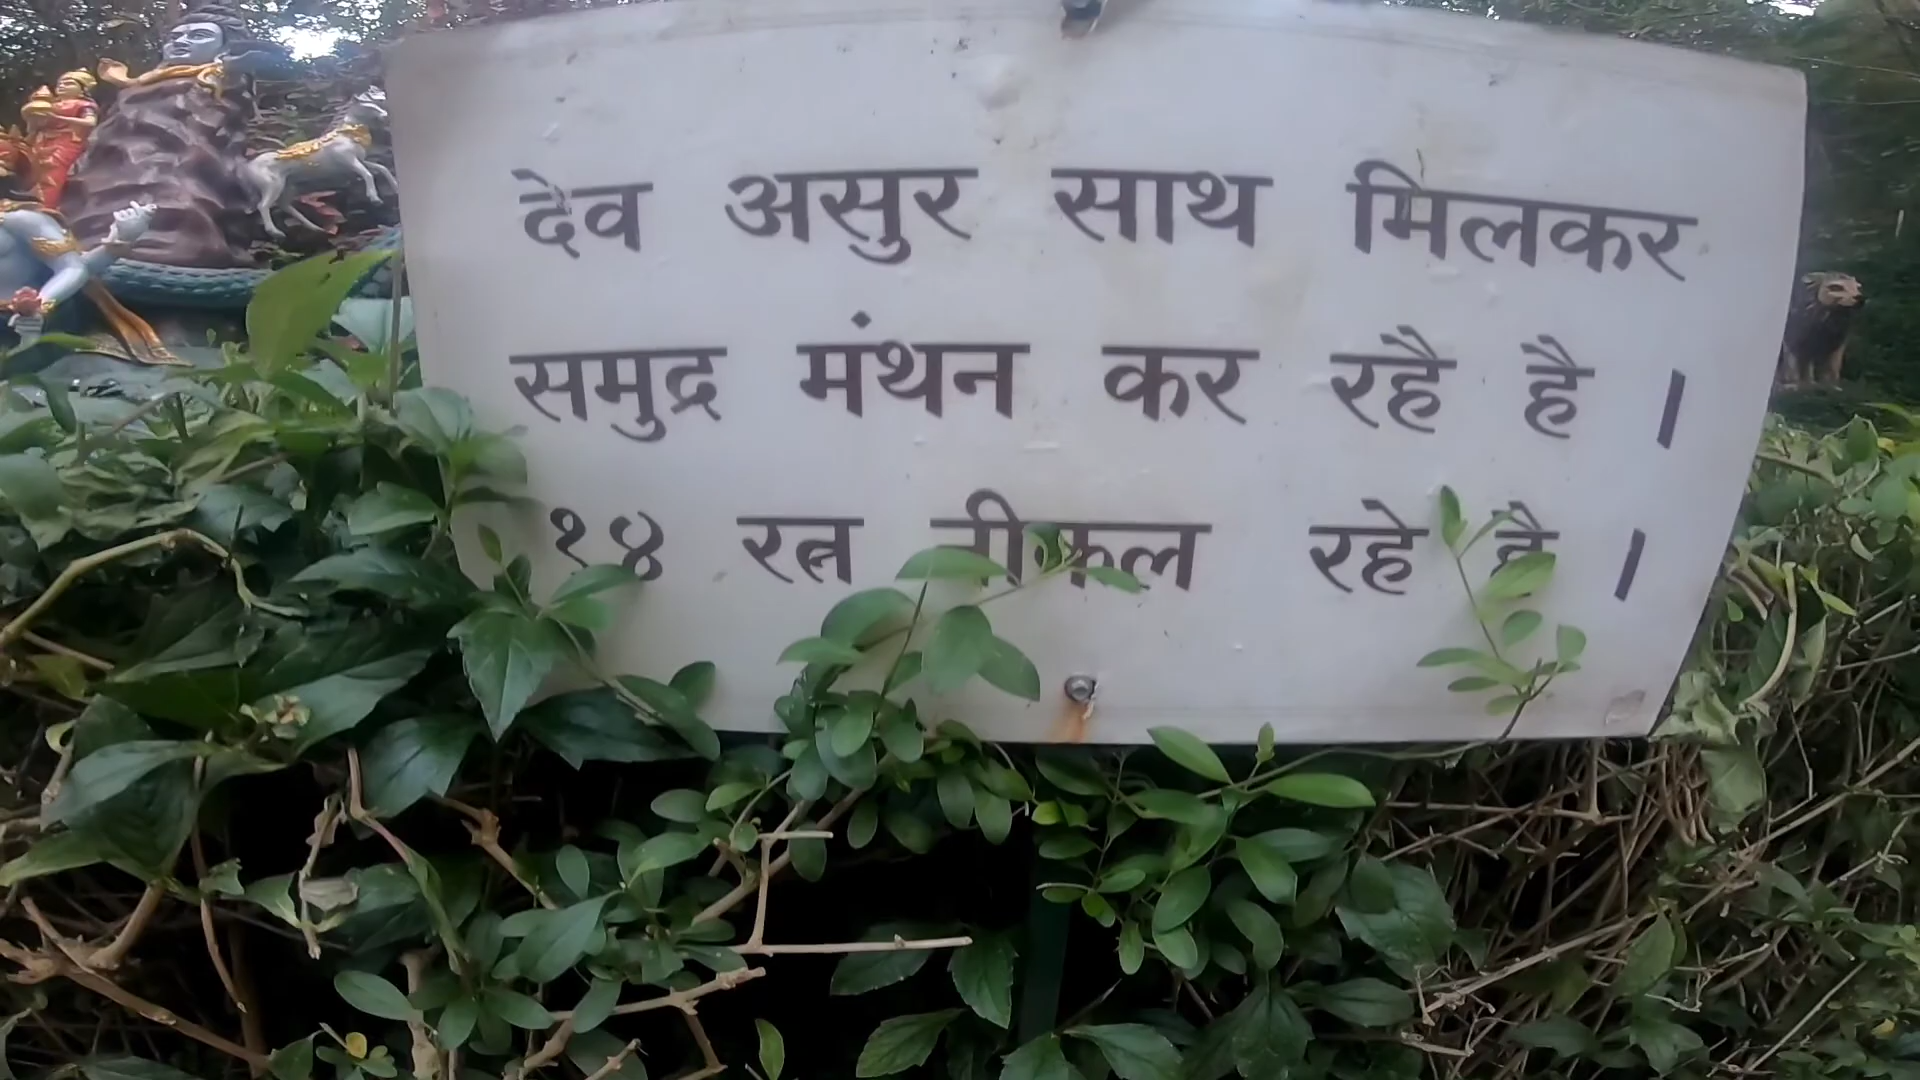 देव असुर साथ मिलकर
समुद्र मंथन कर रहै है ।
१४ रत्न नीकल रहे है ।